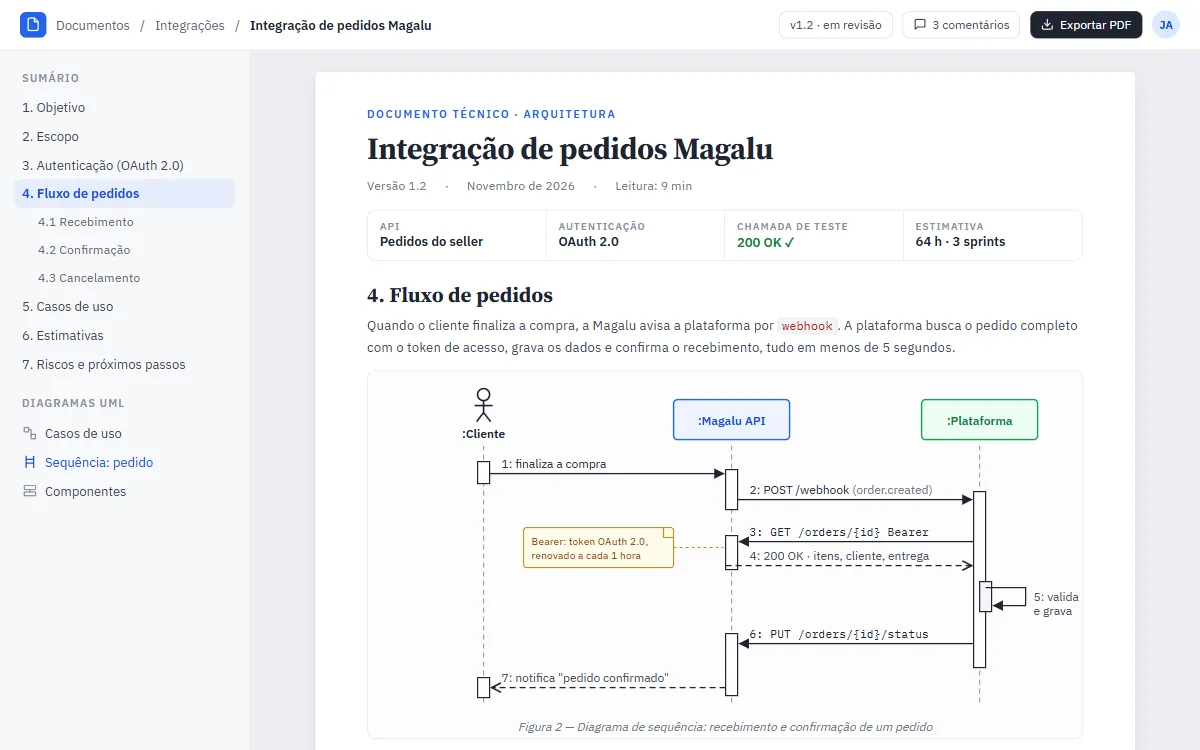 Documentos / Integrações / Integração de pedidos Magalu
v1.2 · em revisão
3 comentários
Exportar PDF
JA
SUMÁRIO
1. Objetivo
2. Escopo
3. Autenticação (OAuth 2.0)
4. Fluxo de pedidos
4.1 Recebimento
4.2 Confirmação
4.3 Cancelamento
5. Casos de uso
6. Estimativas
7. Riscos e próximos passos
DIAGRAMAS UML
Casos de uso
Sequência: pedido
Componentes
DOCUMENTO TÉCNICO · ARQUITETURA
Integração de pedidos Magalu
Versão 1.2 · Novembro de 2026 · Leitura: 9 min
API
Pedidos do seller
AUTENTICAÇÃO
OAuth 2.0
CHAMADA DE TESTE
200 OK ✓
ESTIMATIVA
64 h · 3 sprints
4. Fluxo de pedidos
Quando o cliente finaliza a compra, a Magalu avisa a plataforma por webhook. A plataforma busca o pedido completo
com o token de acesso, grava os dados e confirma o recebimento, tudo em menos de 5 segundos.
:Cliente
:Magalu API
:Plataforma
1: finaliza a compra
2: POST /webhook (order.created)
3: GET /orders/{id} Bearer
Bearer: token OAuth 2.0,
renovado a cada 1 hora
4: 200 OK · itens, cliente, entrega
5: valida
e grava
6: PUT /orders/{id}/status
7: notifica "pedido confirmado"
Figura 2 — Diagrama de sequência: recebimento e confirmação de um pedido